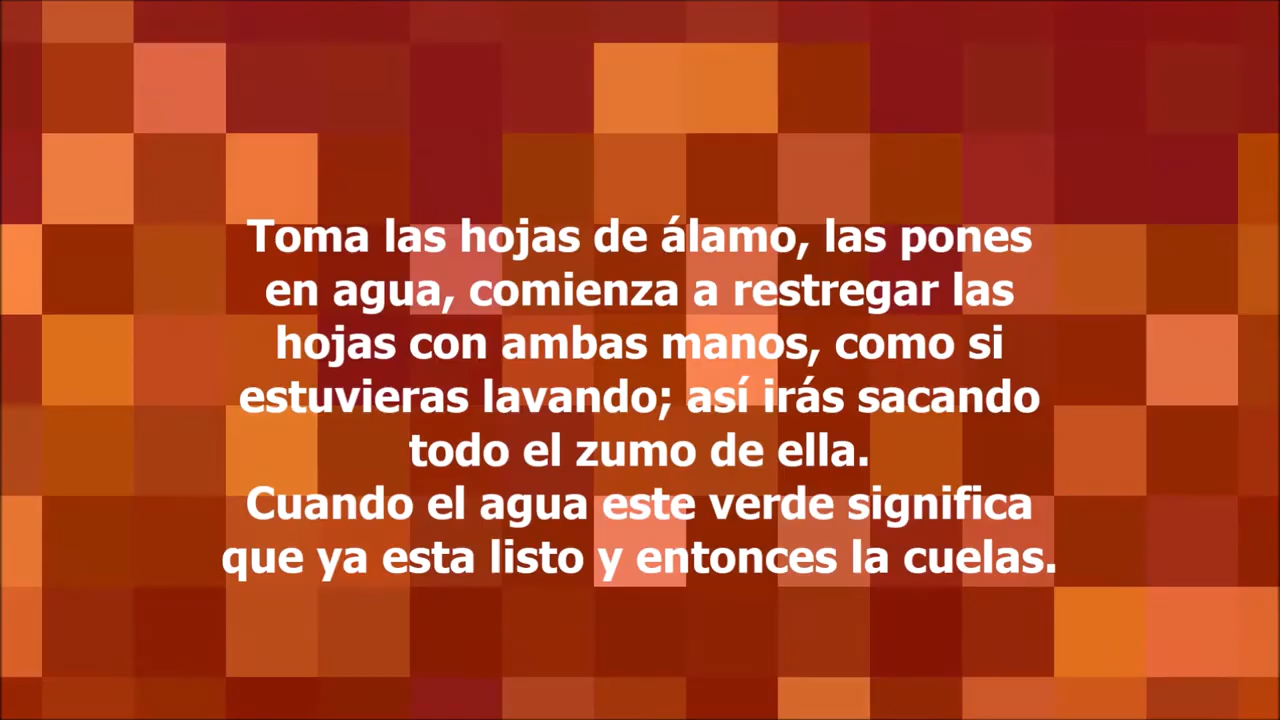 Toma las hojas de álamo, las pones
en agua, comienza a restregar las
hojas con ambas manos, como si
estuvieras lavando; así irás sacando
todo el zumo de ella.
Cuando el agua este verde significa
que ya esta listo y entonces la cuelas.